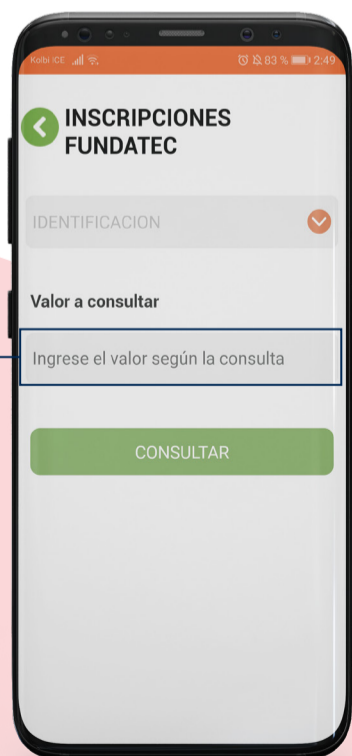 Kolbi ICE 83 % 2:49
INSCRIPCIONES
FUNDATEC
IDENTIFICACION
Valor a consultar
Ingrese el valor según la consulta
CONSULTAR